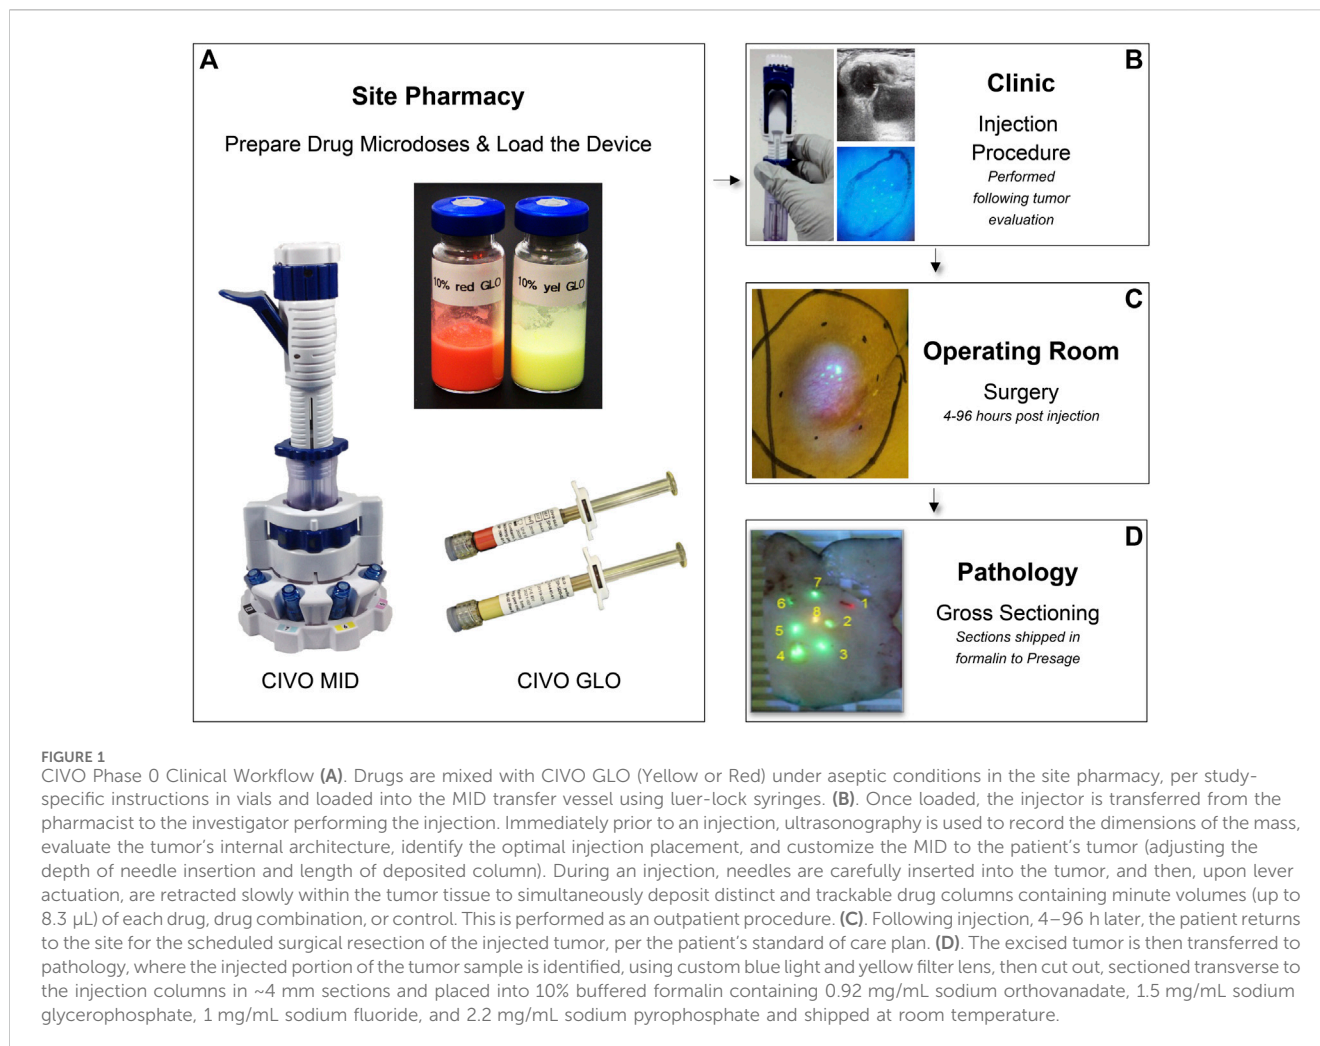 A
Site Pharmacy
Prepare Drug Microdoses & Load the Device
10% red GLO
10% yel GLO
CIVO MID
CIVO GLO
B
Clinic
Injection
Procedure
Performed
following tumor
evaluation
C
Operating Room
Surgery
4-96 hours post injection
D
Pathology
Gross Sectioning
Sections shipped in
formalin to Presage
7
6
1
8
2
5
4
3
FIGURE 1
CIVO Phase 0 Clinical Workflow (A). Drugs are mixed with CIVO GLO (Yellow or Red) under aseptic conditions in the site pharmacy, per study-
specific instructions in vials and loaded into the MID transfer vessel using luer-lock syringes. (B). Once loaded, the injector is transferred from the
pharmacist to the investigator performing the injection. Immediately prior to an injection, ultrasonography is used to record the dimensions of the mass,
evaluate the tumor's internal architecture, identify the optimal injection placement, and customize the MID to the patient's tumor (adjusting the
depth of needle insertion and length of deposited column). During an injection, needles are carefully inserted into the tumor, and then, upon lever
actuation, are retracted slowly within the tumor tissue to simultaneously deposit distinct and trackable drug columns containing minute volumes (up to
8.3 µL) of each drug, drug combination, or control. This is performed as an outpatient procedure. (C). Following injection, 4–96 h later, the patient returns
to the site for the scheduled surgical resection of the injected tumor, per the patient's standard of care plan. (D). The excised tumor is then transferred to
pathology, where the injected portion of the tumor sample is identified, using custom blue light and yellow filter lens, then cut out, sectioned transverse to
the injection columns in ~4 mm sections and placed into 10% buffered formalin containing 0.92 mg/mL sodium orthovanadate, 1.5 mg/mL sodium
glycerophosphate, 1 mg/mL sodium fluoride, and 2.2 mg/mL sodium pyrophosphate and shipped at room temperature.